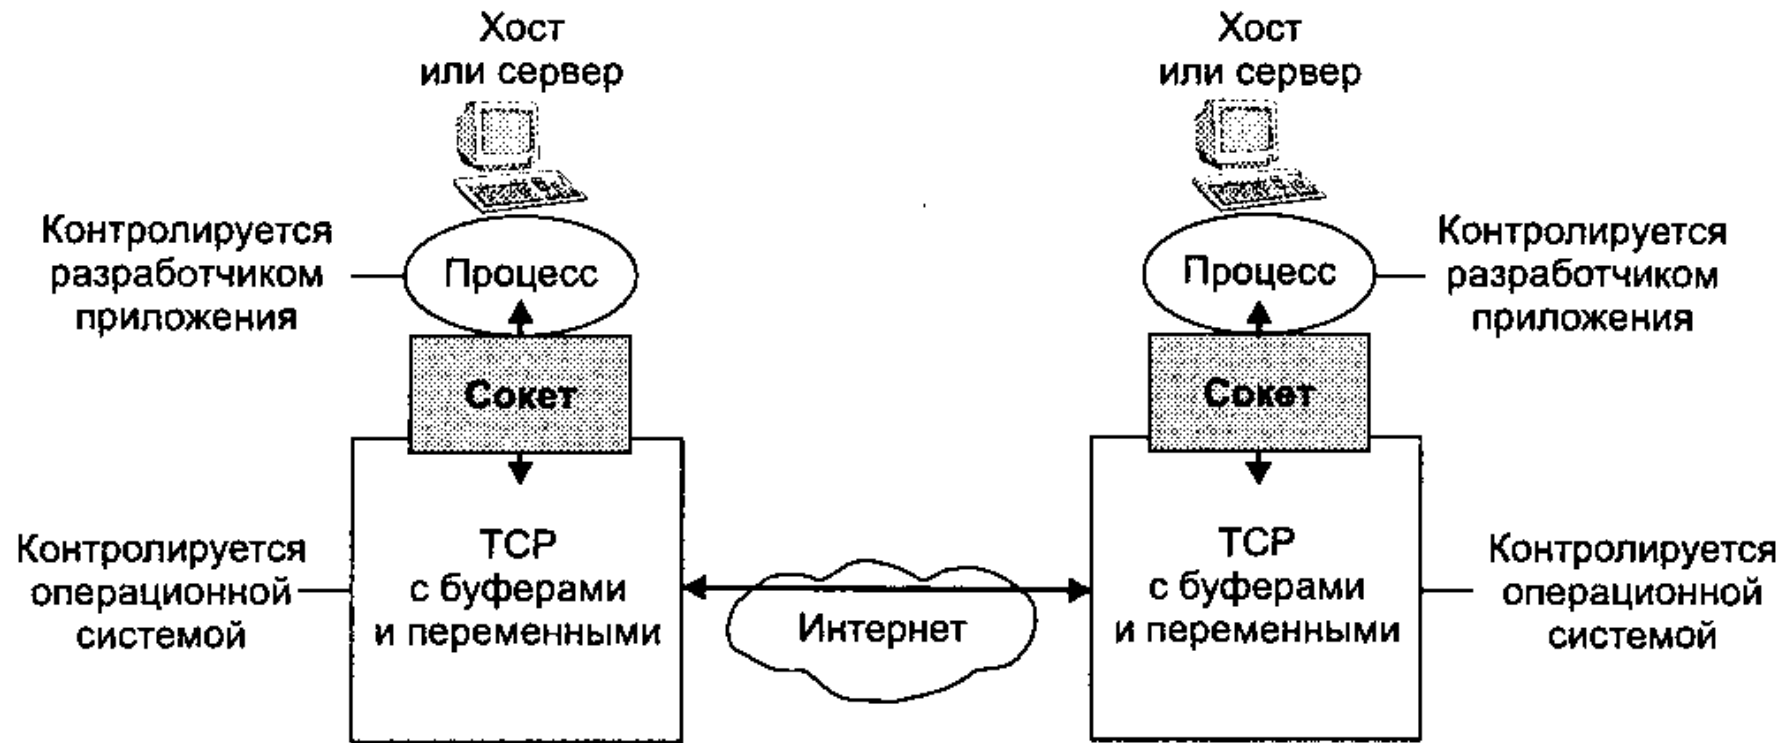 Хост
или сервер
Хост
или сервер
Контролируется
разработчиком
приложения
Процесс
Процесс
Контролируется
разработчиком
приложения
Сокет
Сокет
Контролируется
операционной
системой
TCP
с буферами
и переменными
Интернет
TCP
с буферами
и переменными
Контролируется
операционной
системой